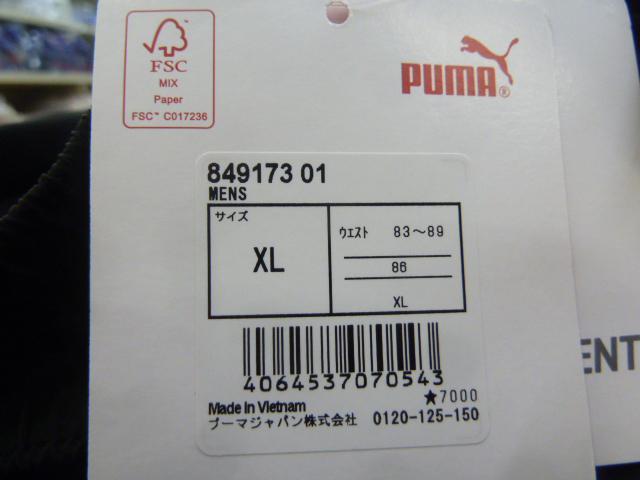 FSC
MIX
Paper
FSC™ C017236
PUMA®
849173 01
MENS
サイズ
XL
ウエスト 83～89
86
XL
4064537070543
★7000
Made In Vietnam
プーマジャパン株式会社 0120-125-150
ENT